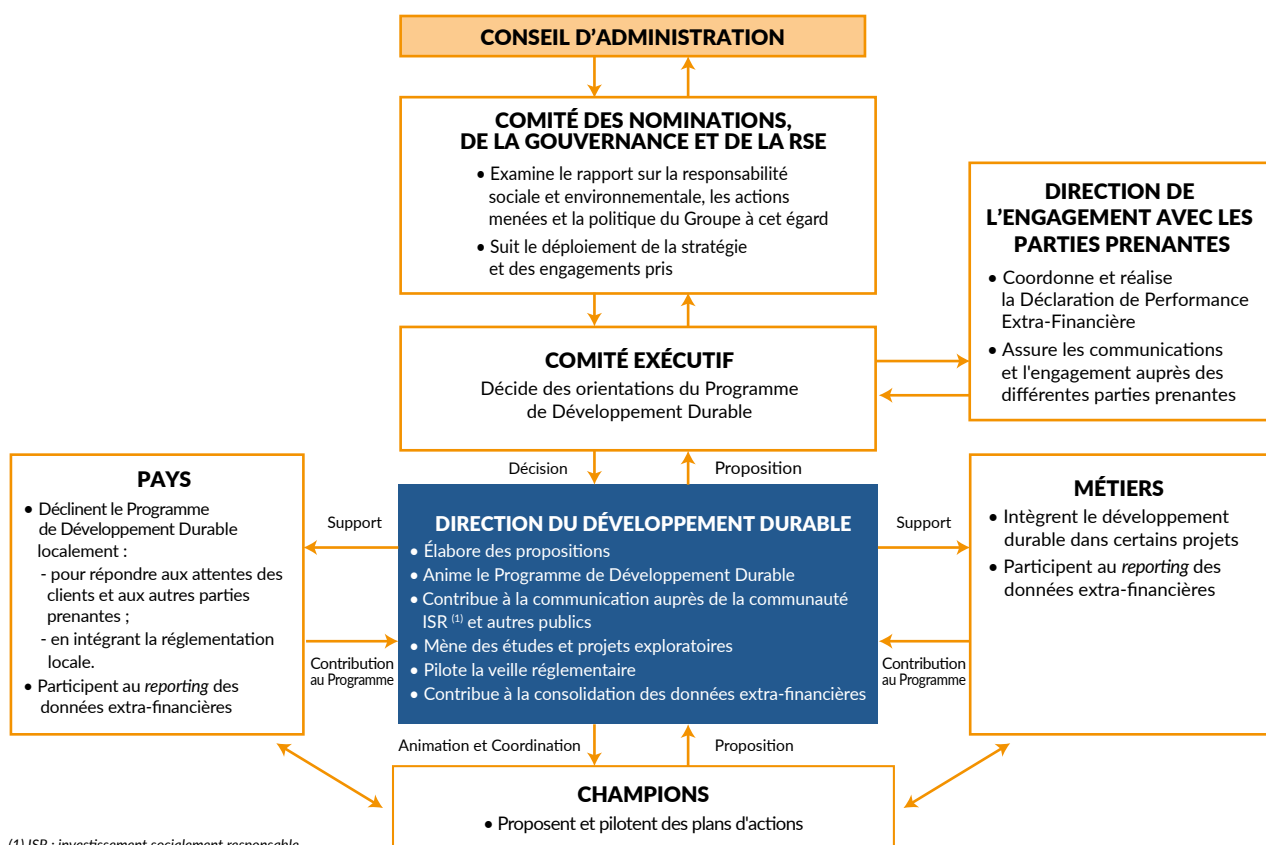 CONSEIL D'ADMINISTRATION
COMITÉ DES NOMINATIONS,
DE LA GOUVERNANCE ET DE LA RSE
• Examine le rapport sur la responsabilité
sociale et environnementale, les actions
menées et la politique du Groupe à cet égard
• Suit le déploiement de la stratégie
et des engagements pris
DIRECTION DE
L'ENGAGEMENT AVEC LES
PARTIES PRENANTES
• Coordonne et réalise
la Déclaration de Performance
Extra-Financière
• Assure les communications
et l'engagement auprès des
différentes parties prenantes
COMITÉ EXÉCUTIF
Décide des orientations du Programme
de Développement Durable
Décision
Proposition
PAYS
• Déclinent le Programme
de Développement Durable
localement :
- pour répondre aux attentes des
clients et aux autres parties
prenantes ;
- en intégrant la réglementation
locale.
• Participent au reporting des
données extra-financières
Support
Contribution
au Programme
DIRECTION DU DÉVELOPPEMENT DURABLE
• Élabore des propositions
• Anime le Programme de Développement Durable
• Contribue à la communication auprès de la communauté
ISR (1) et autres publics
• Mène des études et projets exploratoires
• Pilote la veille réglementaire
• Contribue à la consolidation des données extra-financières
Support
Contribution
au Programme
MÉTIERS
• Intègrent le développement
durable dans certains projets
• Participent au reporting des
données extra-financières
Animation et Coordination
Proposition
CHAMPIONS
• Proposent et pilotent des plans d'actions
(1) ISR : investissement socialement responsable